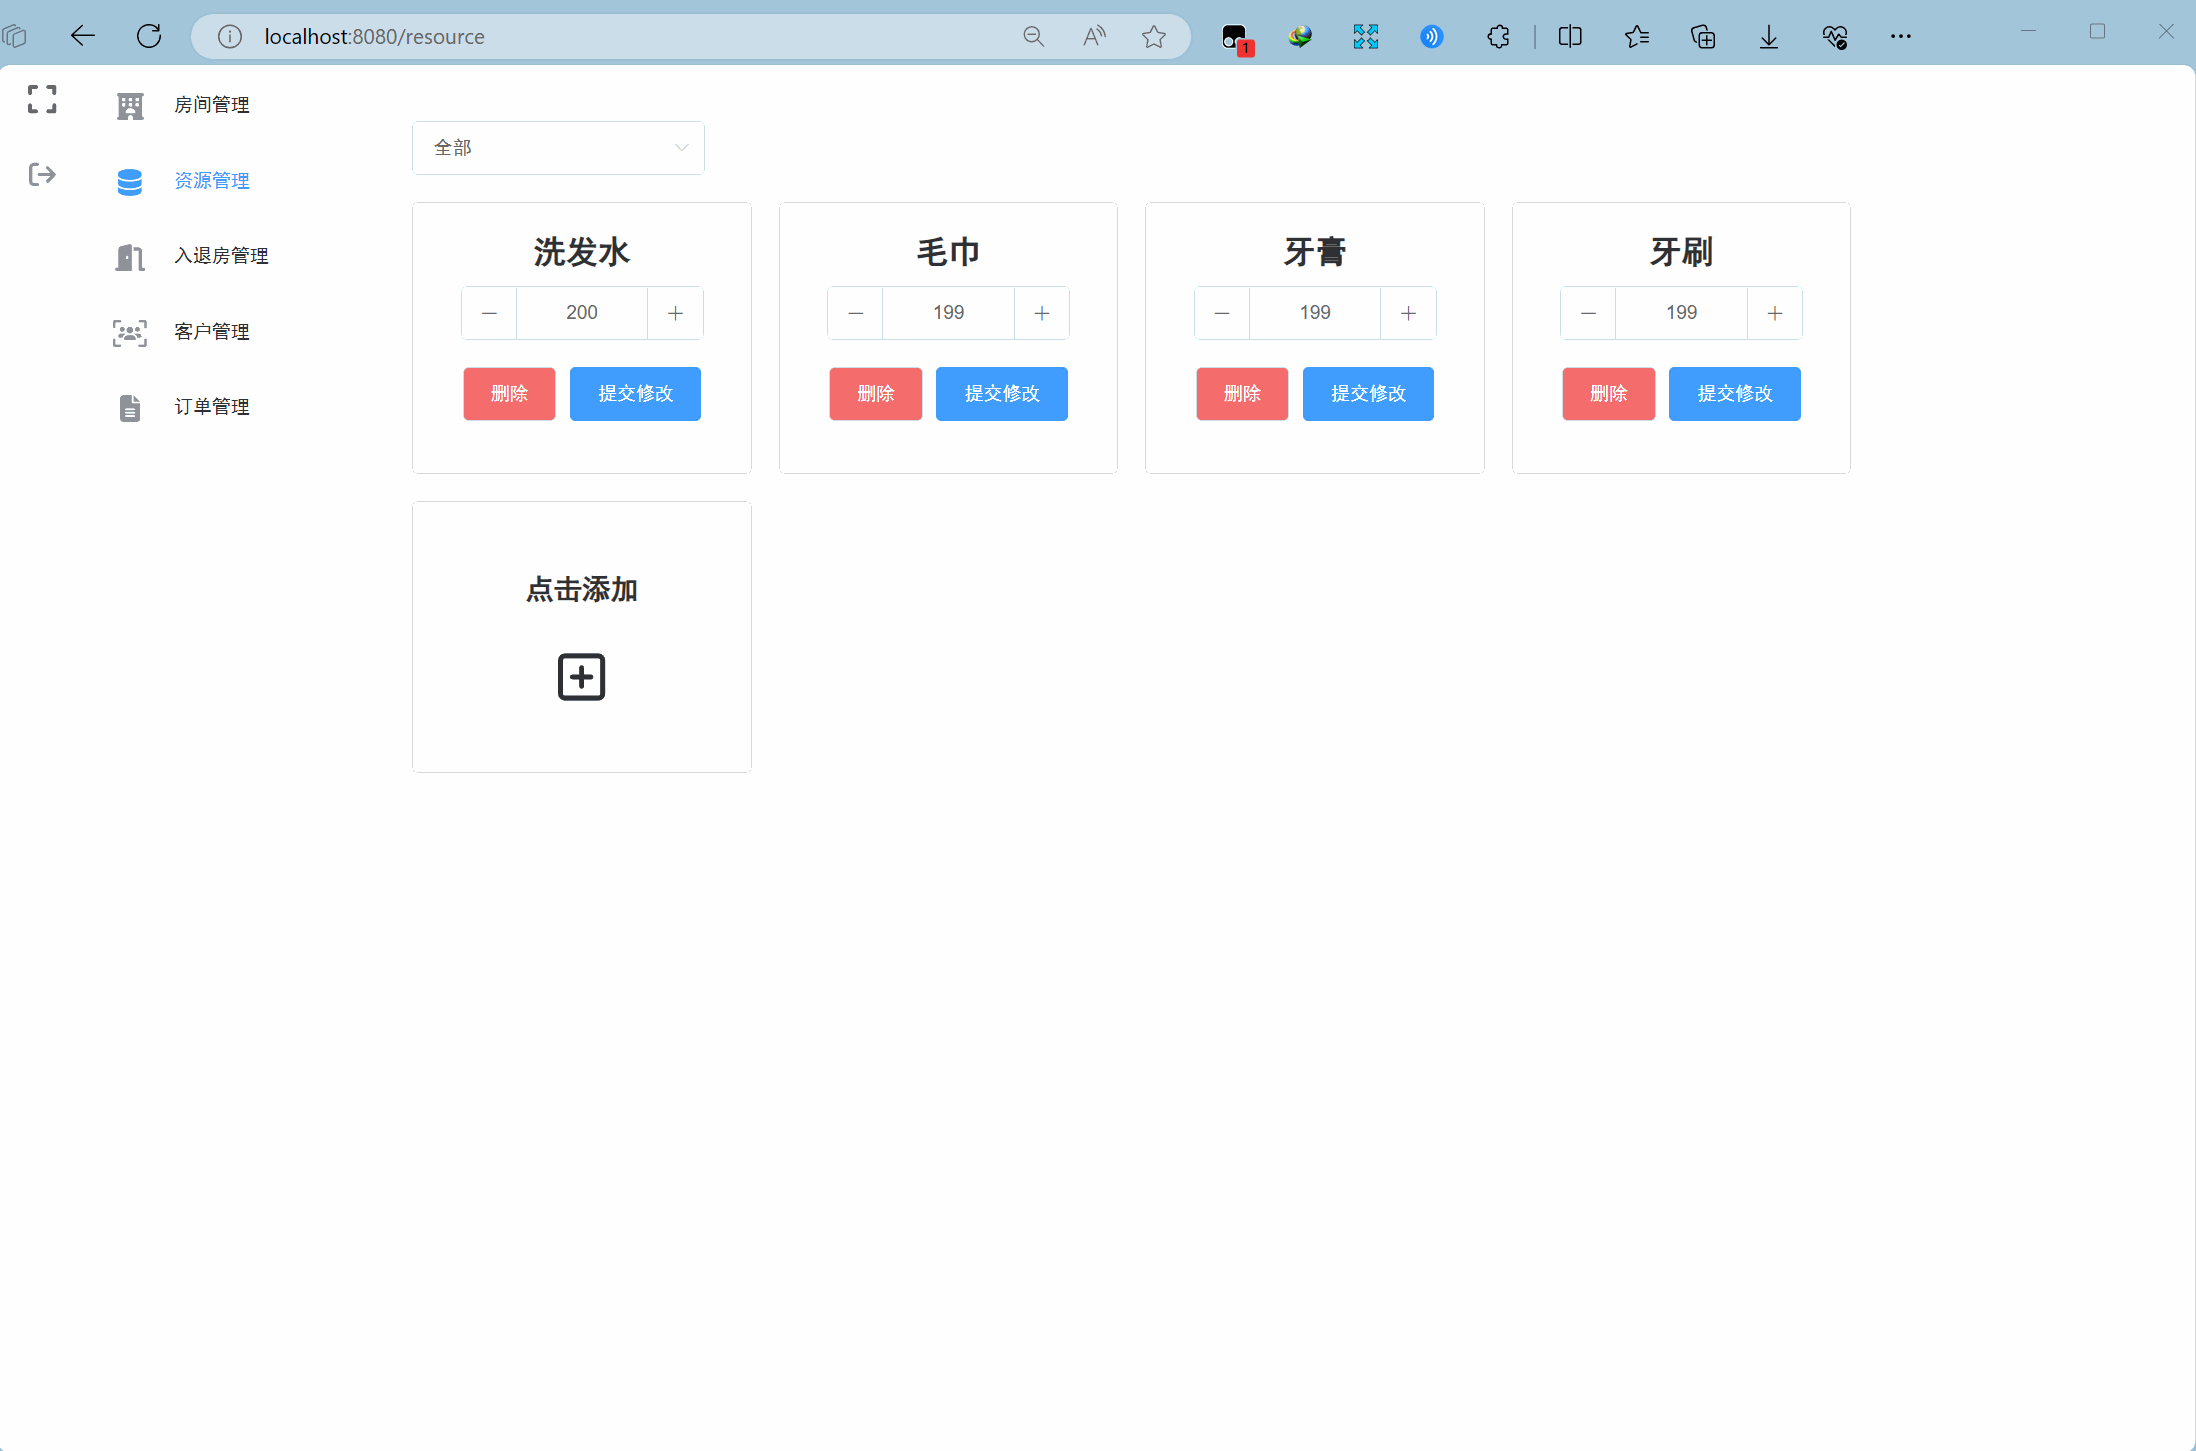 localhost:8080/resource
1
房间管理
资源管理
入退房管理
客户管理
订单管理
全部
洗发水
200
删除 提交修改
毛巾
199
删除 提交修改
牙膏
199
删除 提交修改
牙刷
199
删除 提交修改
点击添加